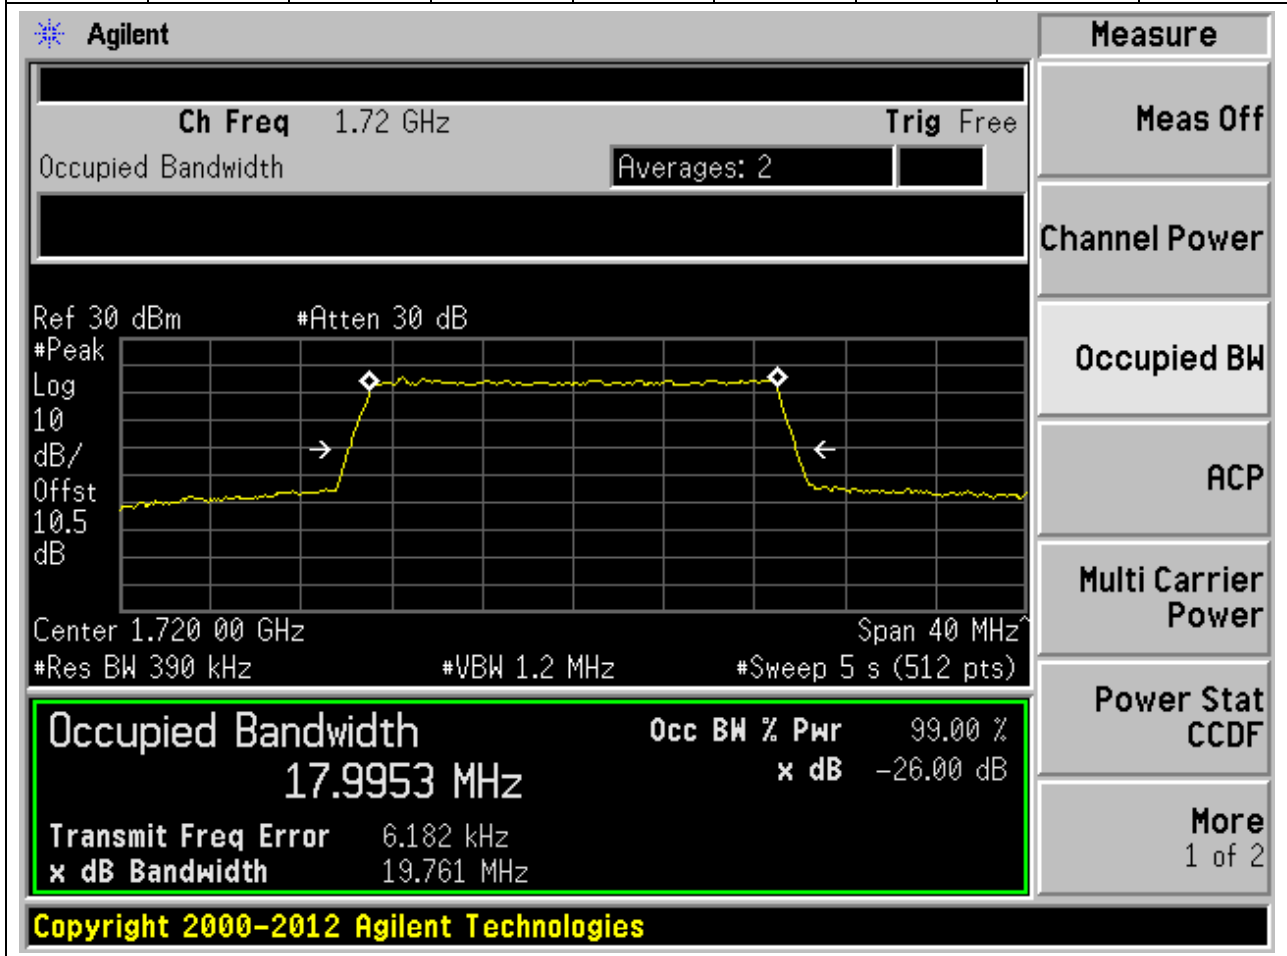 Agilent
Measure
Ch Freq 1.72 GHz Trig Free
Meas Off
Occupied Bandwidth Averages: 2
Channel Power
Ref 30 dBm #Atten 30 dB
#Peak
Log
10
dB/
Offst
10.5
dB
Occupied BW
ACP
Center 1.720 00 GHz Span 40 MHz^
#Res BW 390 kHz #VBW 1.2 MHz #Sweep 5 s (512 pts)
Multi Carrier
Power
Occupied Bandwidth Occ BW % Pwr 99.00 %
17.9953 MHz x dB -26.00 dB
Transmit Freq Error 6.182 kHz
x dB Bandwidth 19.761 MHz
Power Stat
CCDF
More
1 of 2
Copyright 2000-2012 Agilent Technologies